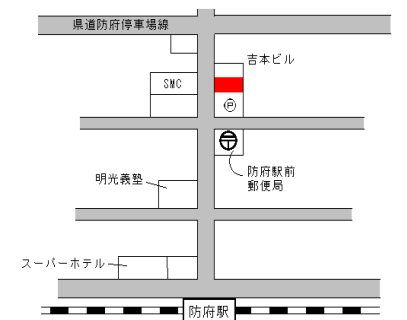 県道防府停車場線
吉本ビル
SMC
Ⓟ
〒
防府駅前
郵便局
明光義塾
スーパーホテル
防府駅